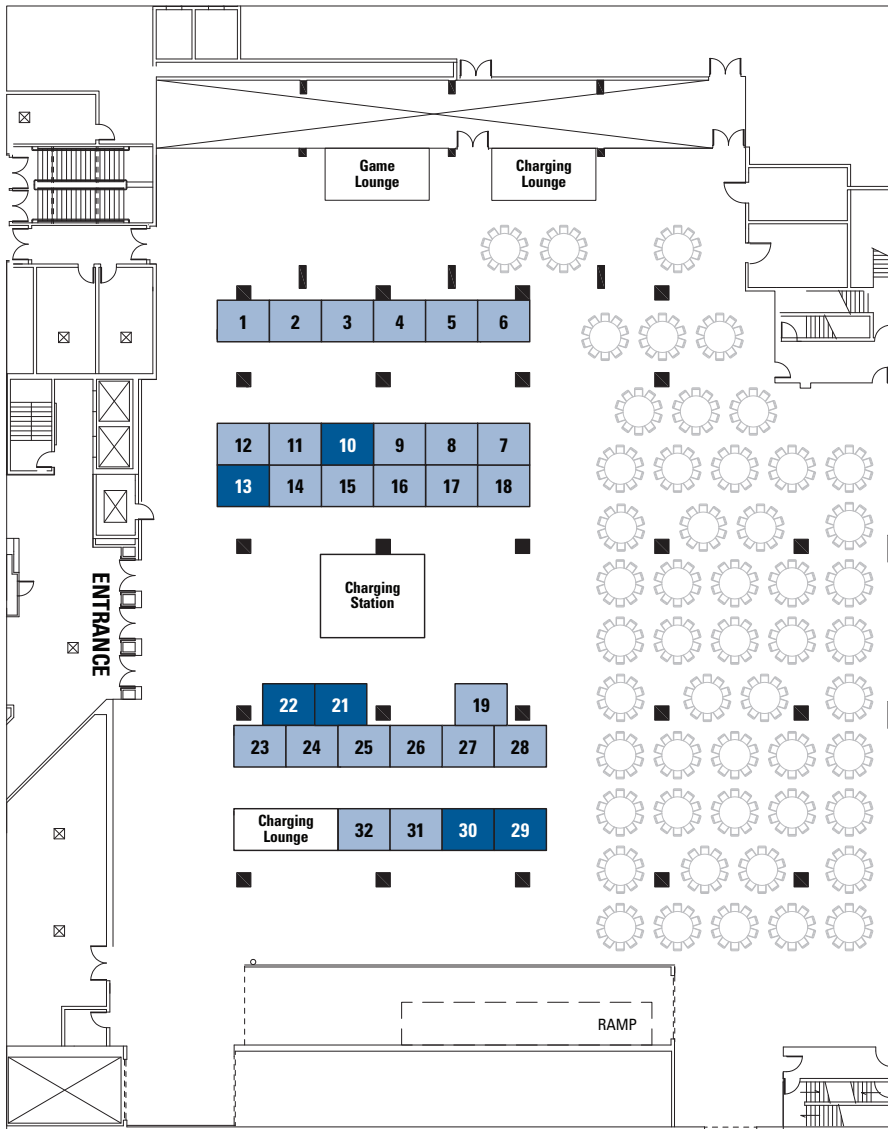 Game
Lounge
Charging
Lounge
1 2 3 4 5 6
12 11 10 9 8 7
13 14 15 16 17 18
Charging
Station
ENTRANCE
22 21 19
23 24 25 26 27 28
Charging
Lounge
32 31 30 29
RAMP